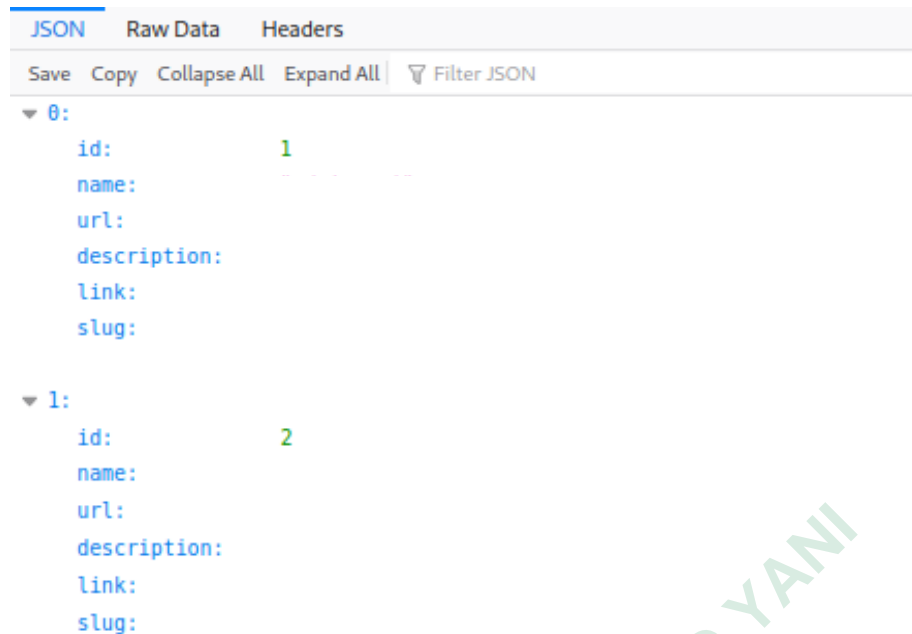 JSON Raw Data Headers
Save Copy Collapse All Expand All Filter JSON
0:
id: 1
name:
url:
description:
link:
slug:
1:
id: 2
name:
url:
description:
link:
slug:
YANI